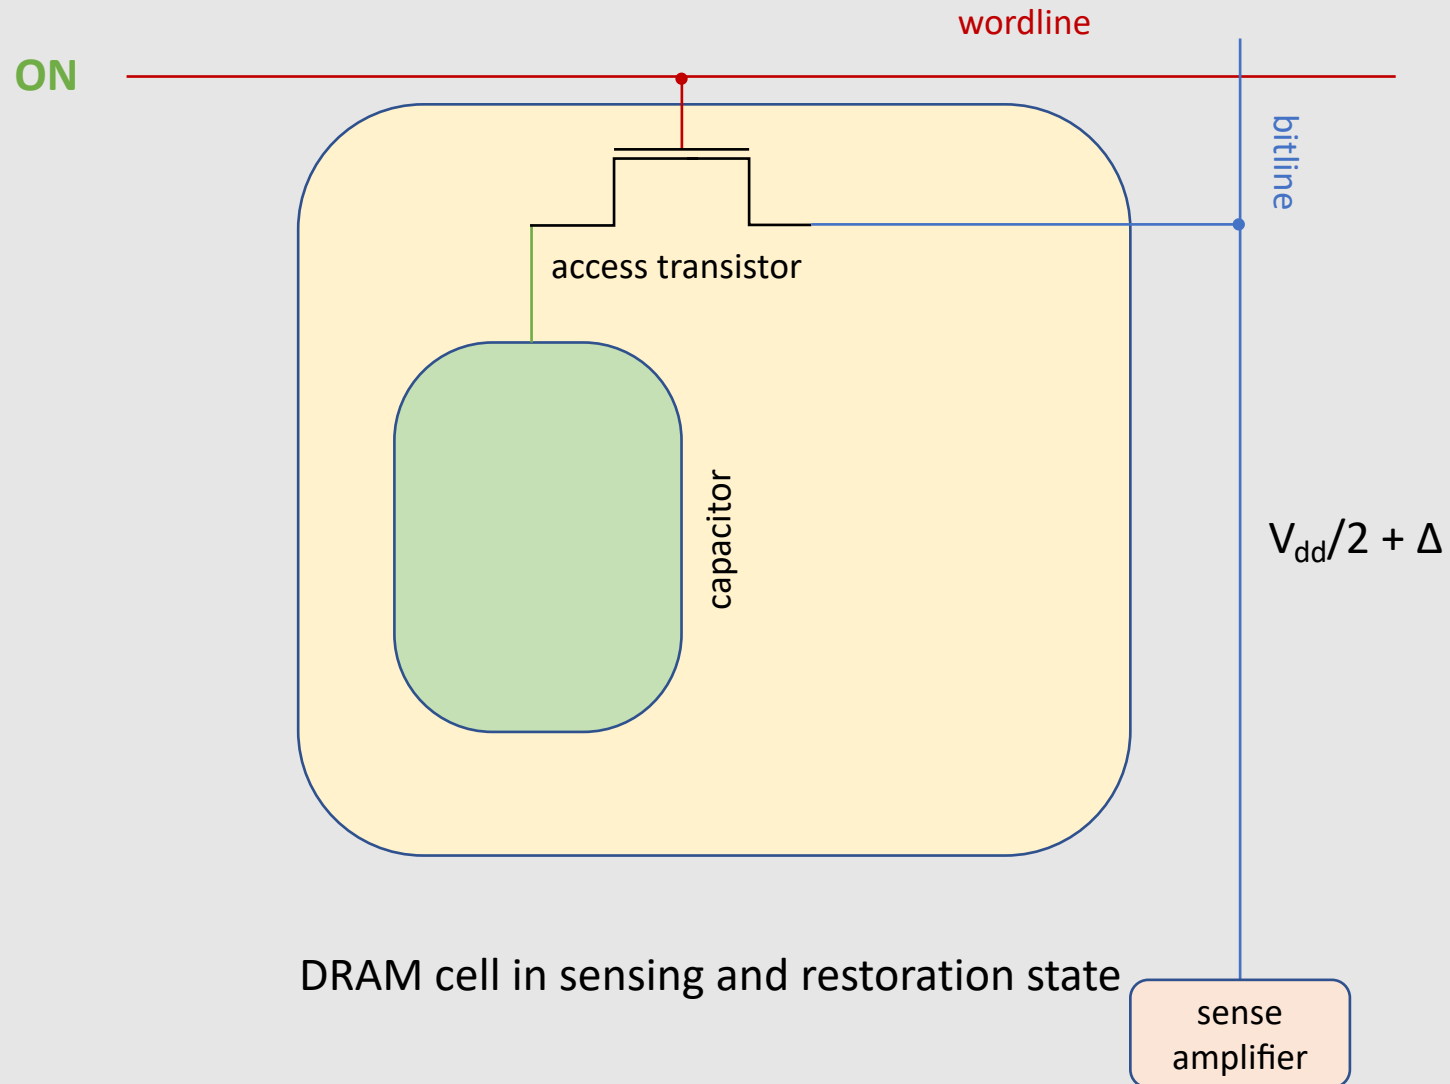 wordline
ON
bitline
access transistor
capacitor
Vdd/2 + Δ
DRAM cell in sensing and restoration state
sense
amplifier